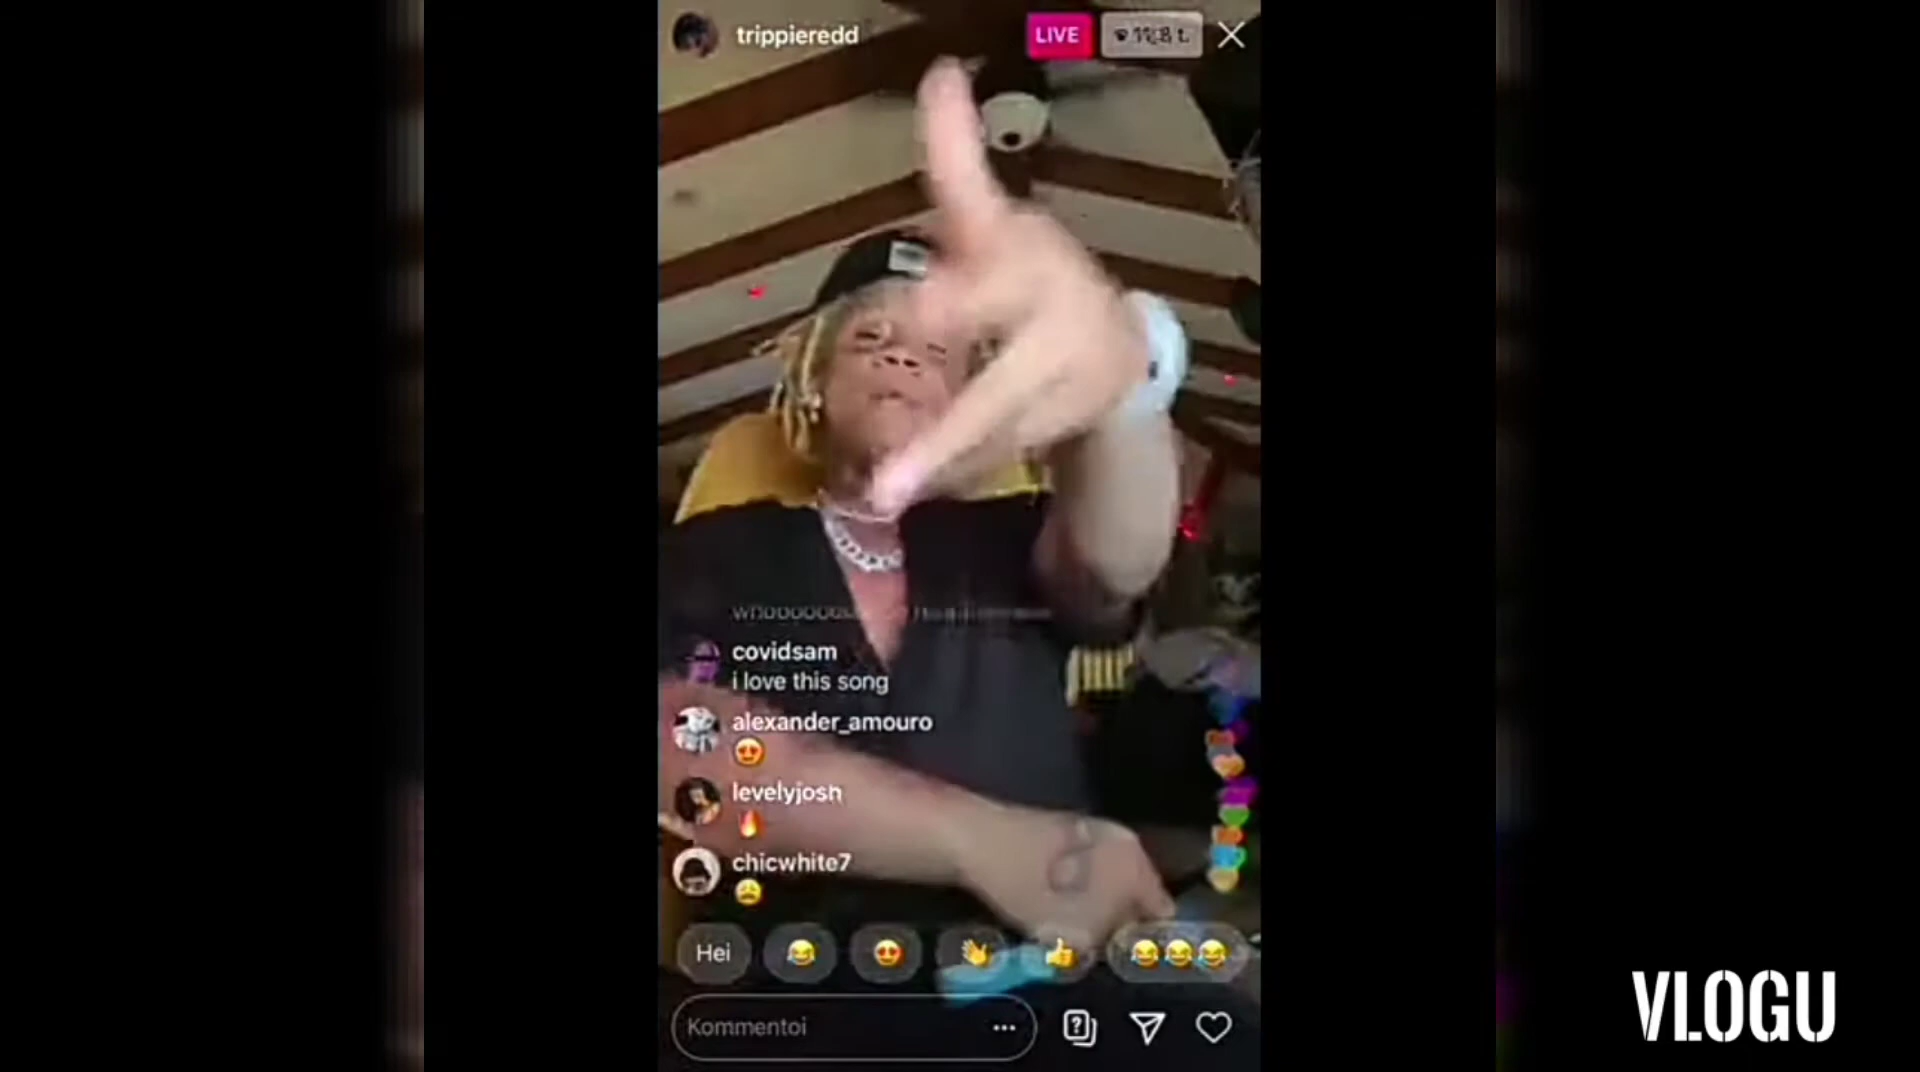 trippieredd
LIVE
covidsam
i love this song
alexander_amouro
levelyjosh
chicwhite7
Hei
Kommentoi
VLOGU